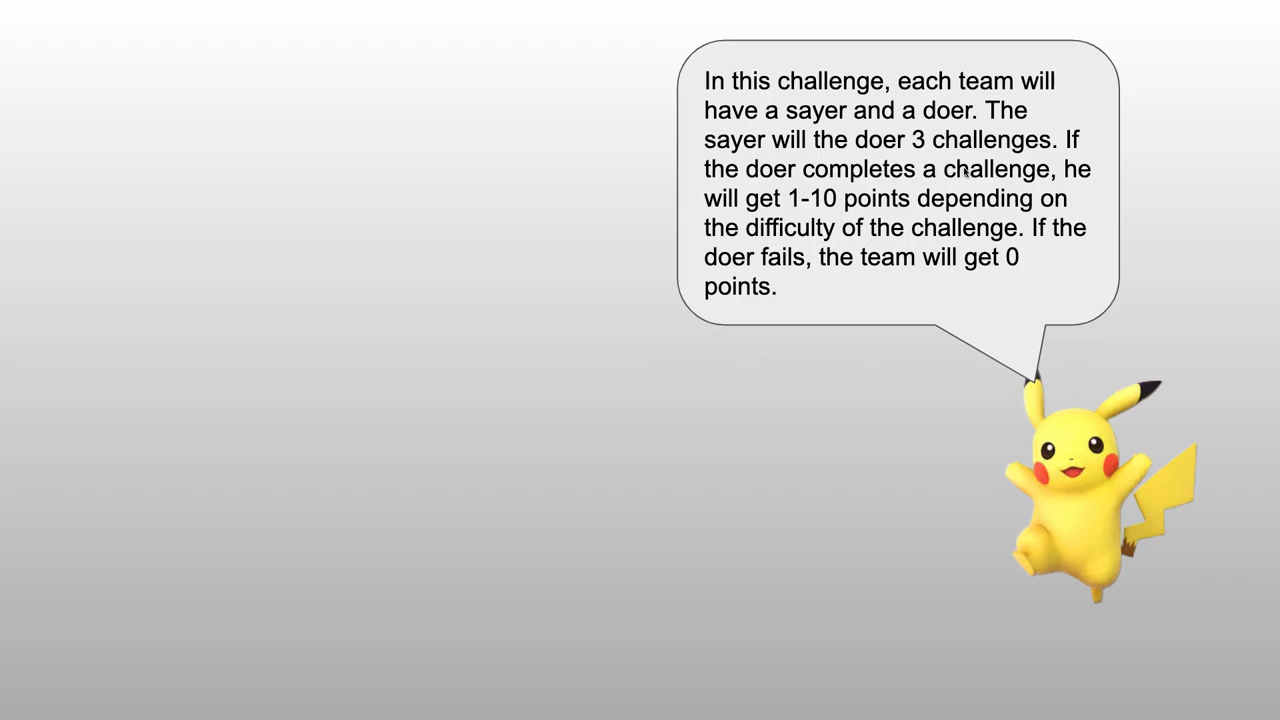 In this challenge, each team will
have a sayer and a doer. The
sayer will the doer 3 challenges. If
the doer completes a challenge, he
will get 1-10 points depending on
the difficulty of the challenge. If the
doer fails, the team will get 0
points.